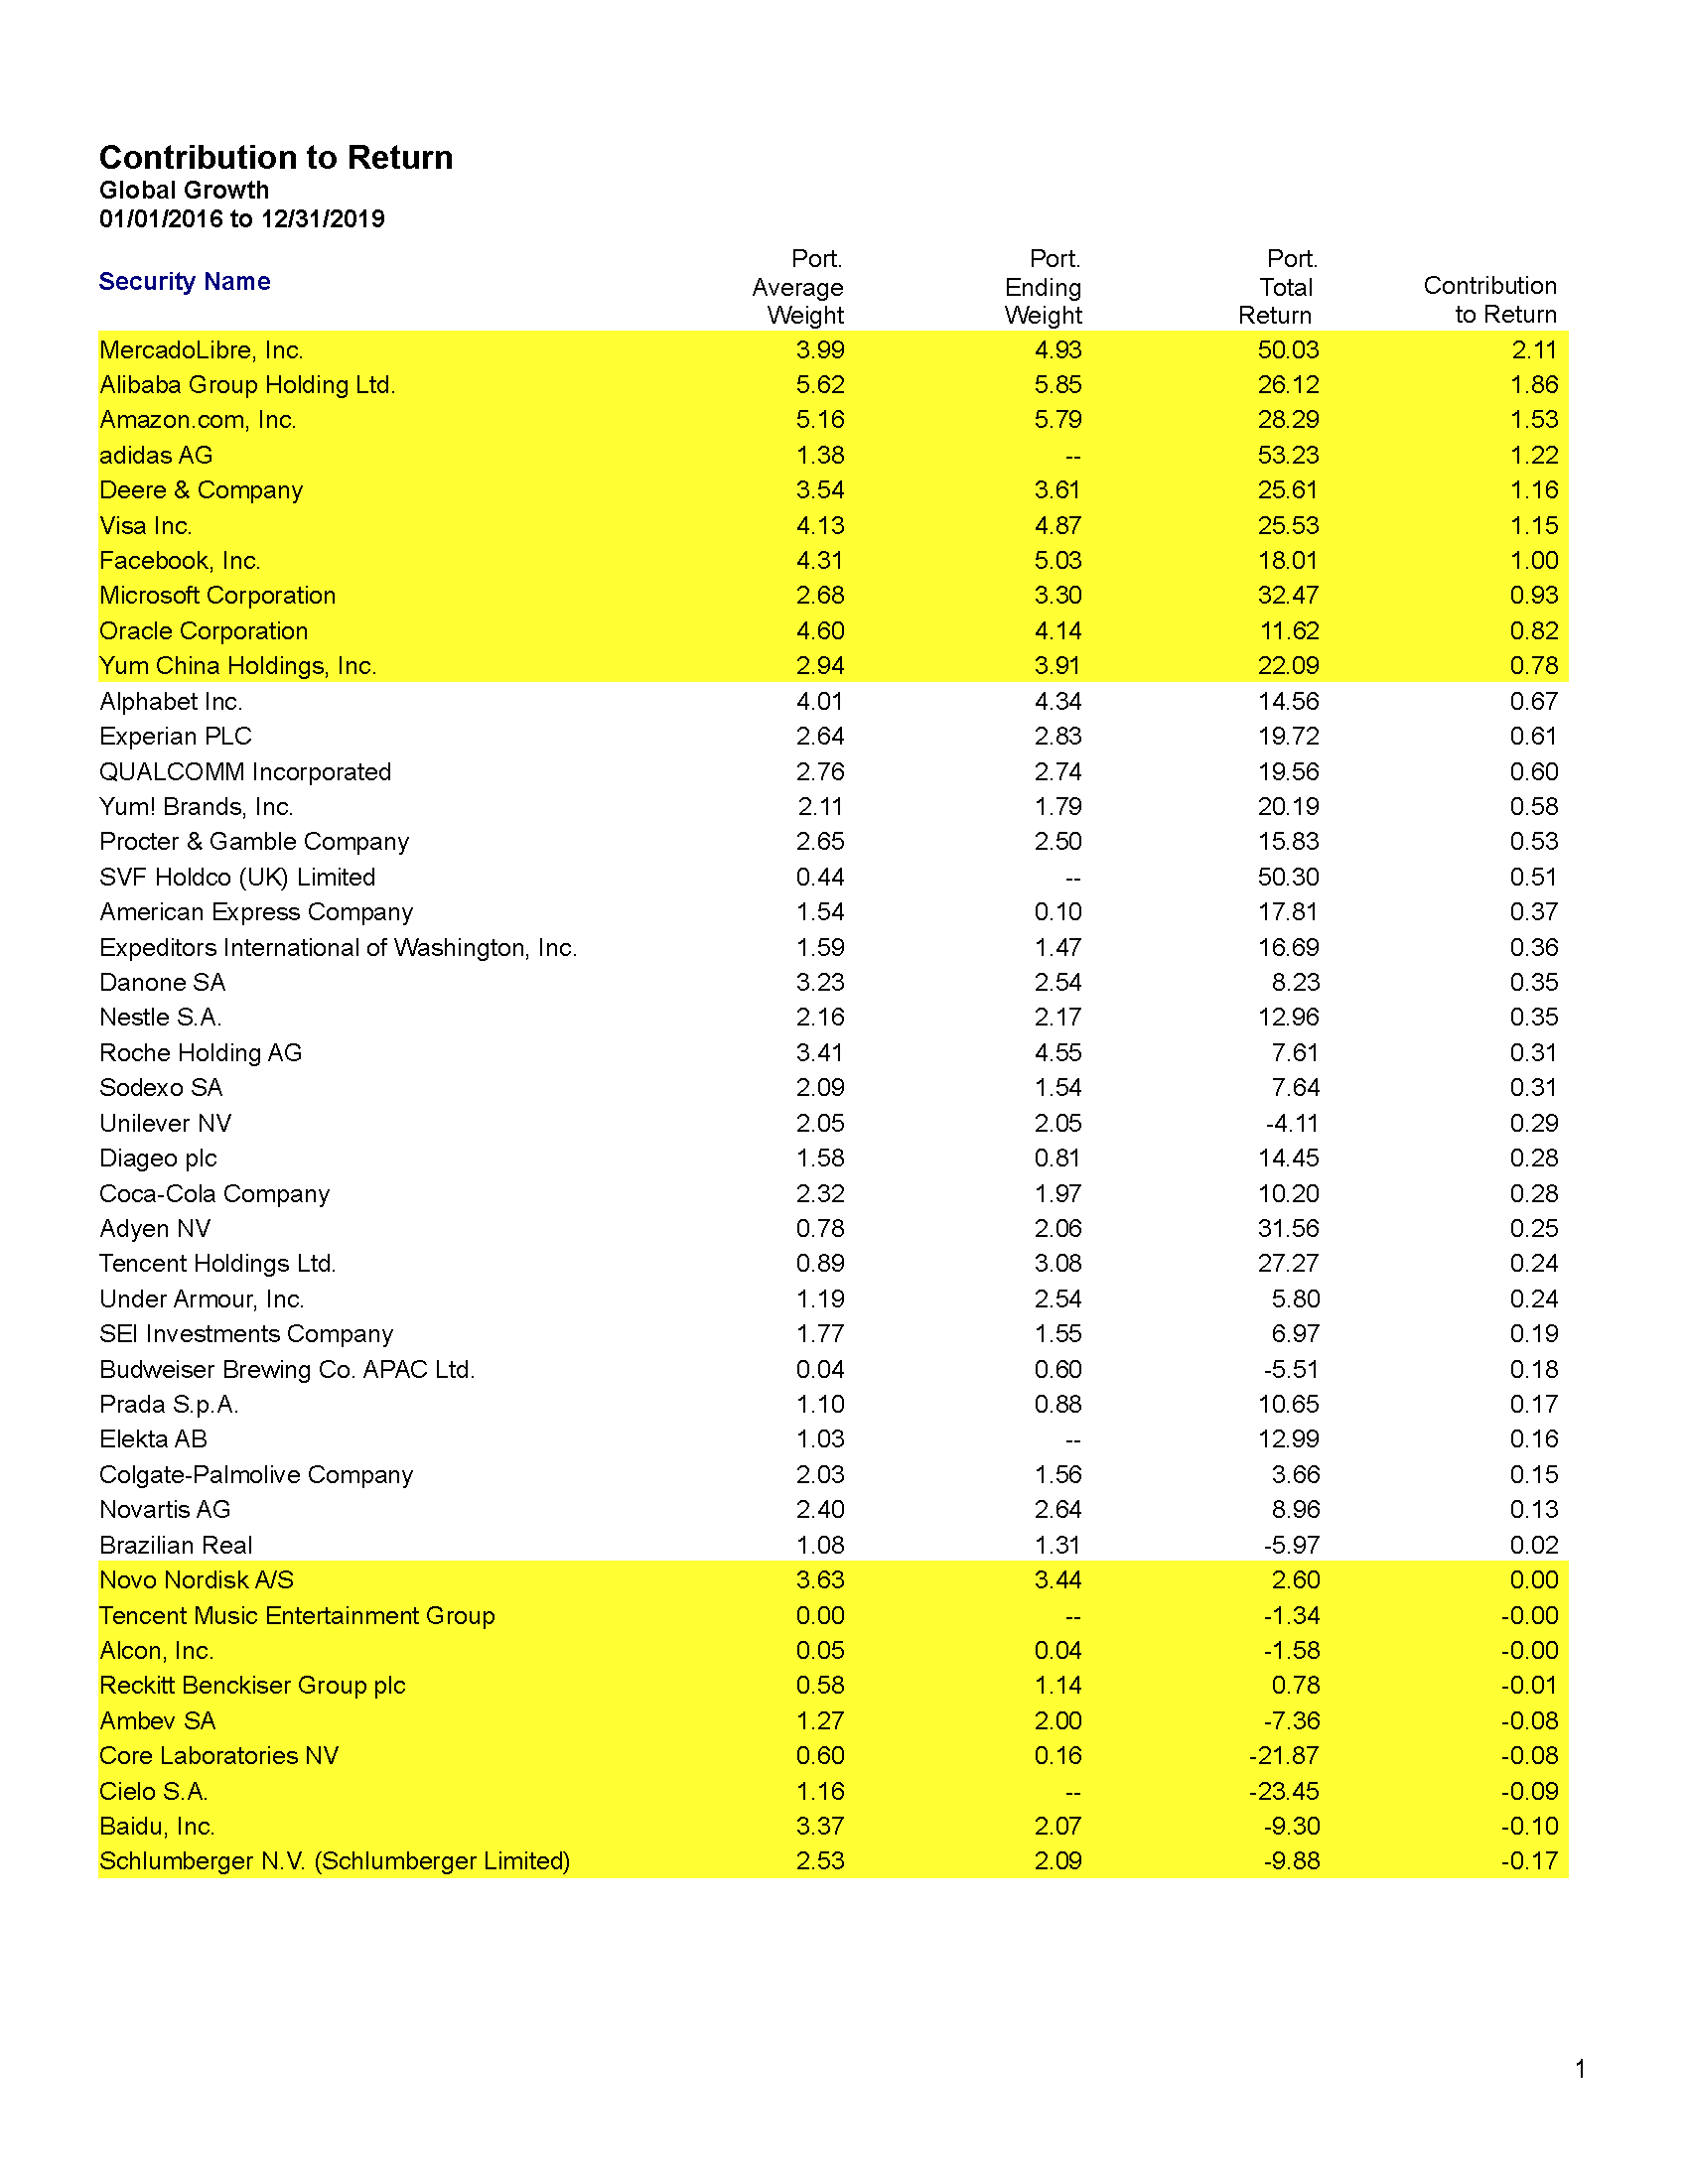 Contribution to Return
Global Growth
01/01/2016 to 12/31/2019
Security Name Port. Average Weight Port. Ending Weight Port. Total Return Contribution to Return
MercadoLibre, Inc. 3.99 4.93 50.03 2.11
Alibaba Group Holding Ltd. 5.62 5.85 26.12 1.86
Amazon.com, Inc. 5.16 5.79 28.29 1.53
adidas AG 1.38 -- 53.23 1.22
Deere & Company 3.54 3.61 25.61 1.16
Visa Inc. 4.13 4.87 25.53 1.15
Facebook, Inc. 4.31 5.03 18.01 1.00
Microsoft Corporation 2.68 3.30 32.47 0.93
Oracle Corporation 4.60 4.14 11.62 0.82
Yum China Holdings, Inc. 2.94 3.91 22.09 0.78
Alphabet Inc. 4.01 4.34 14.56 0.67
Experian PLC 2.64 2.83 19.72 0.61
QUALCOMM Incorporated 2.76 2.74 19.56 0.60
Yum! Brands, Inc. 2.11 1.79 20.19 0.58
Procter & Gamble Company 2.65 2.50 15.83 0.53
SVF Holdco (UK) Limited 0.44 -- 50.30 0.51
American Express Company 1.54 0.10 17.81 0.37
Expeditors International of Washington, Inc. 1.59 1.47 16.69 0.36
Danone SA 3.23 2.54 8.23 0.35
Nestle S.A. 2.16 2.17 12.96 0.35
Roche Holding AG 3.41 4.55 7.61 0.31
Sodexo SA 2.09 1.54 7.64 0.31
Unilever NV 2.05 2.05 -4.11 0.29
Diageo plc 1.58 0.81 14.45 0.28
Coca-Cola Company 2.32 1.97 10.20 0.28
Adyen NV 0.78 2.06 31.56 0.25
Tencent Holdings Ltd. 0.89 3.08 27.27 0.24
Under Armour, Inc. 1.19 2.54 5.80 0.24
SEI Investments Company 1.77 1.55 6.97 0.19
Budweiser Brewing Co. APAC Ltd. 0.04 0.60 -5.51 0.18
Prada S.p.A. 1.10 0.88 10.65 0.17
Elekta AB 1.03 -- 12.99 0.16
Colgate-Palmolive Company 2.03 1.56 3.66 0.15
Novartis AG 2.40 2.64 8.96 0.13
Brazilian Real 1.08 1.31 -5.97 0.02
Novo Nordisk A/S 3.63 3.44 2.60 0.00
Tencent Music Entertainment Group 0.00 -- -1.34 -0.00
Alcon, Inc. 0.05 0.04 -1.58 -0.00
Reckitt Benckiser Group plc 0.58 1.14 0.78 -0.01
Ambev SA 1.27 2.00 -7.36 -0.08
Core Laboratories NV 0.60 0.16 -21.87 -0.08
Cielo S.A. 1.16 -- -23.45 -0.09
Baidu, Inc. 3.37 2.07 -9.30 -0.10
Schlumberger N.V. (Schlumberger Limited) 2.53 2.09 -9.88 -0.17
1